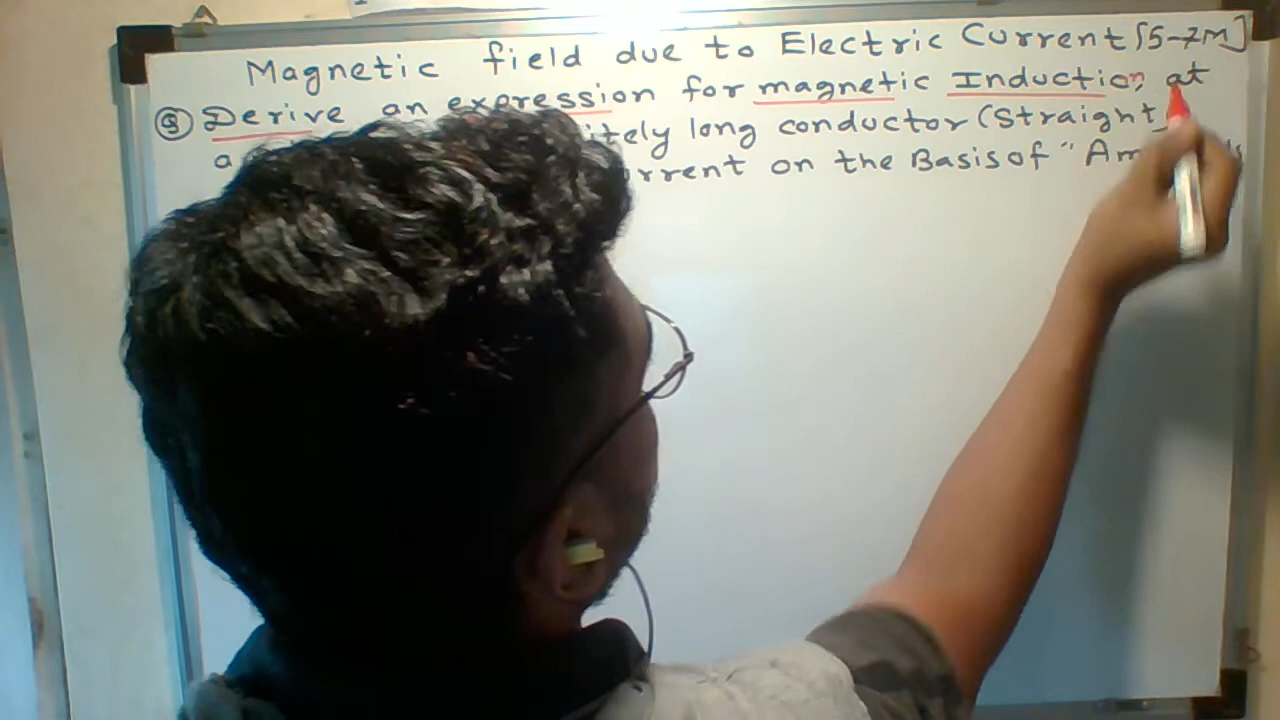 Magnetic field due to Electric Current [5-7M]
Q Derive an expression for magnetic Induction at
a itely long conductor (Straight)
rrent on the Basis of "Am